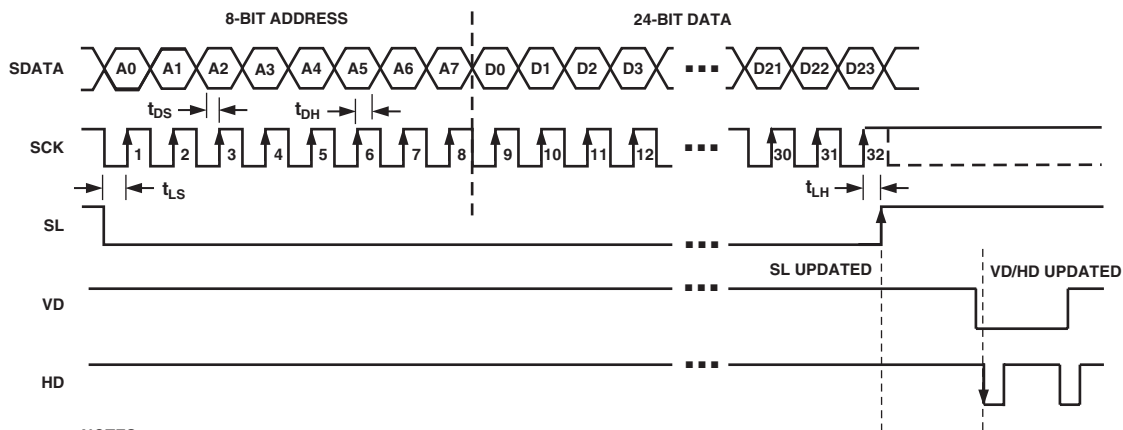 8-BIT ADDRESS 24-BIT DATA
SDATA A0 A1 A2 A3 A4 A5 A6 A7 D0 D1 D2 D3 D21 D22 D23
tDS tDH
SCK 1 2 3 4 5 6 7 8 9 10 11 12 30 31 32
tLS tLH
SL
SL UPDATED VD/HD UPDATED
VD
HD